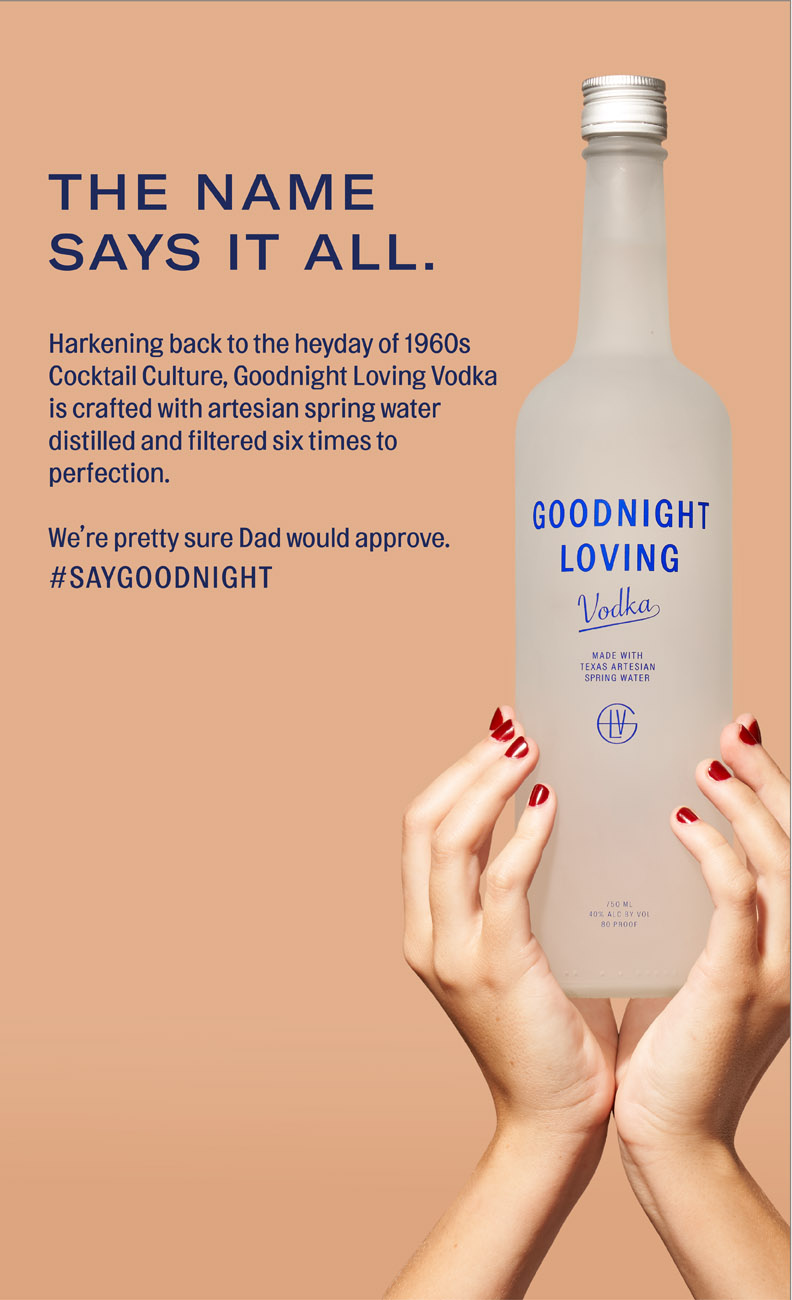 THE NAME
SAYS IT ALL.
Harkening back to the heyday of 1960s
Cocktail Culture, Goodnight Loving Vodka
is crafted with artesian spring water
distilled and filtered six times to
perfection.
We're pretty sure Dad would approve.
#SAYGOODNIGHT
GOODNIGHT
LOVING
Vodka
MADE WITH
TEXAS ARTESIAN
SPRING WATER
GLV
750 ML
40% ALC BY VOL
80 PROOF